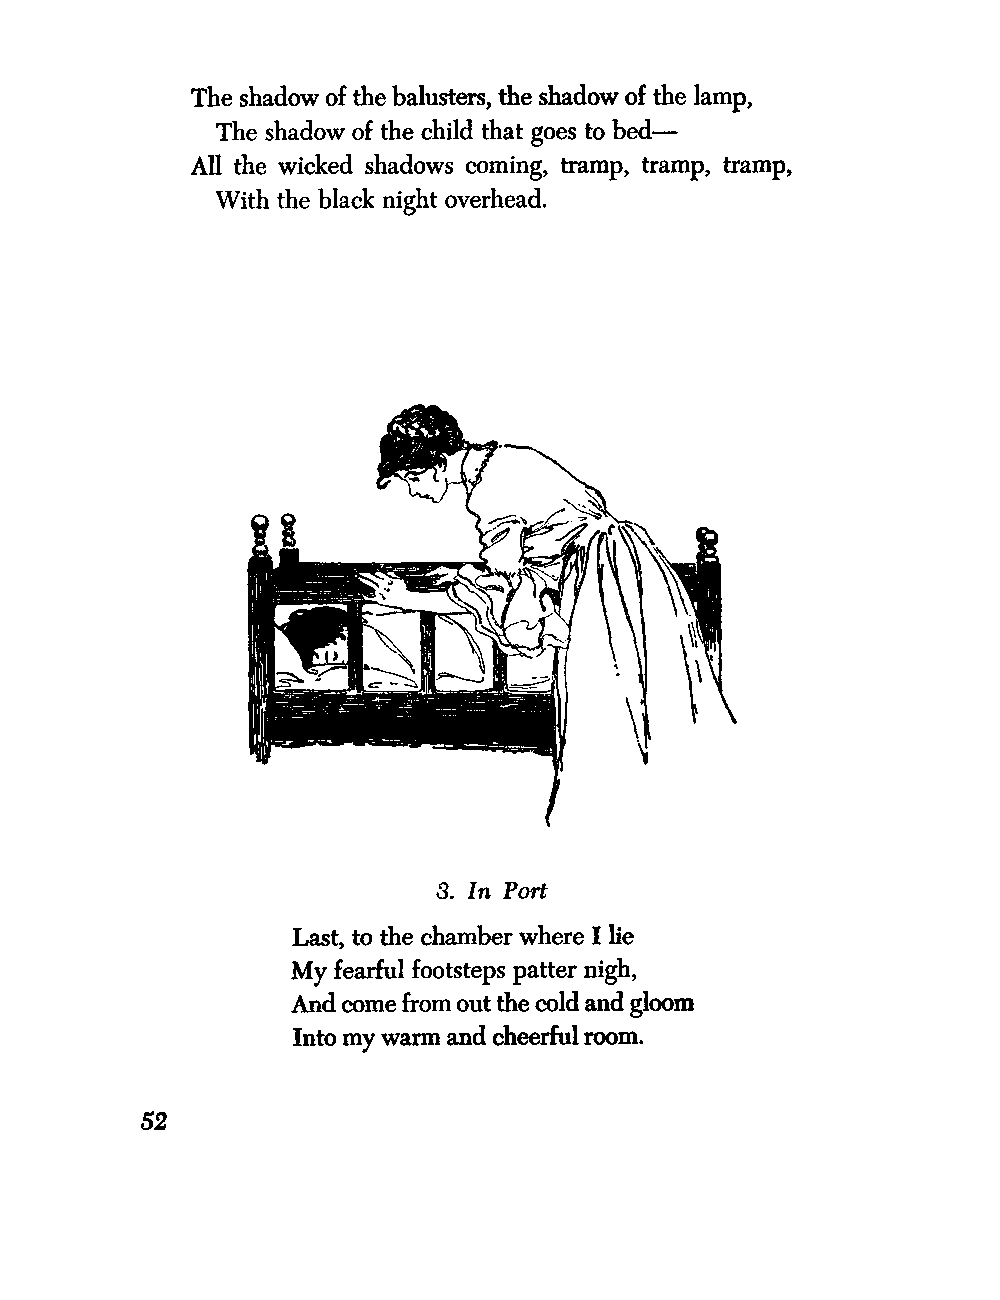 The shadow of the balusters, the shadow of the lamp,
The shadow of the child that goes to bed—
All the wicked shadows coming, tramp, tramp, tramp,
With the black night overhead.
3. In Port
Last, to the chamber where I lie
My fearful footsteps patter nigh,
And come from out the cold and gloom
Into my warm and cheerful room.
52